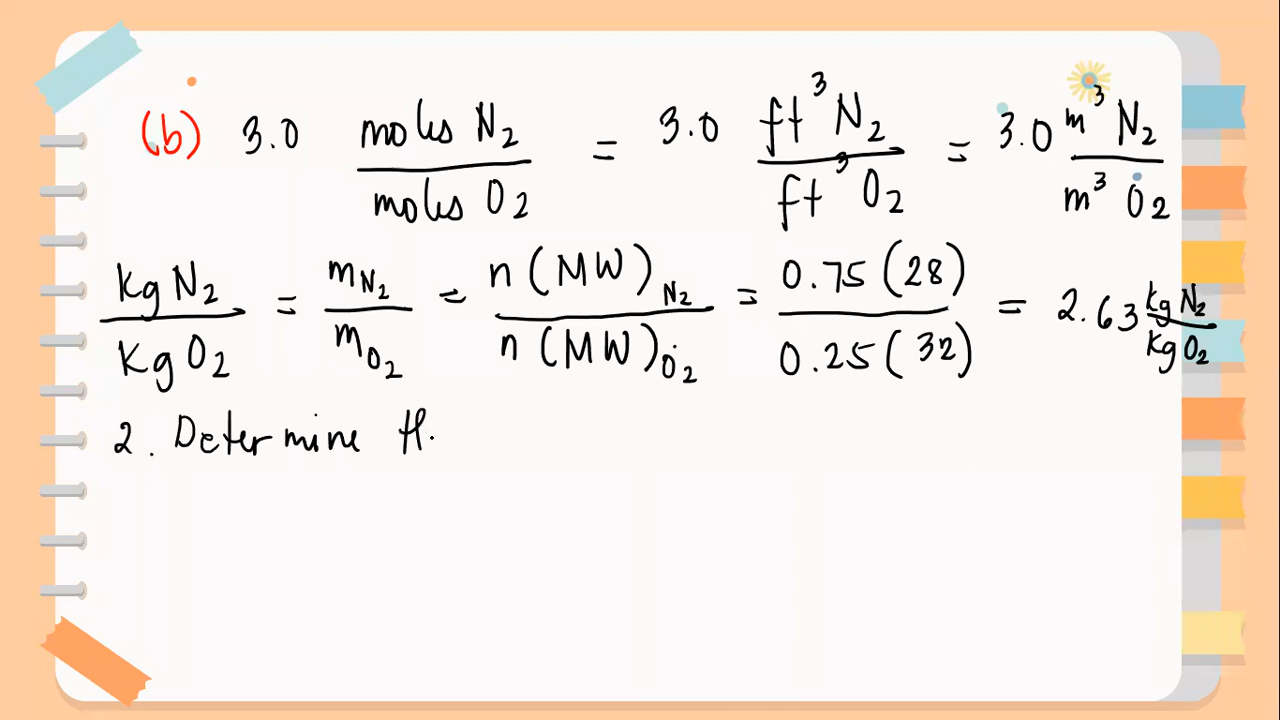 (b) 3.0 moles N₂ / moles O₂ = 3.0 ft³ N₂ / ft³ O₂ = 3.0 m³ N₂ / m³ O₂
kg N₂ / kg O₂ = m N₂ / m O₂ = n (MW) N₂ / n (MW) O₂ = 0.75 (28) / 0.25 (32) = 2.63 kg N₂ / kg O₂
2. Determine